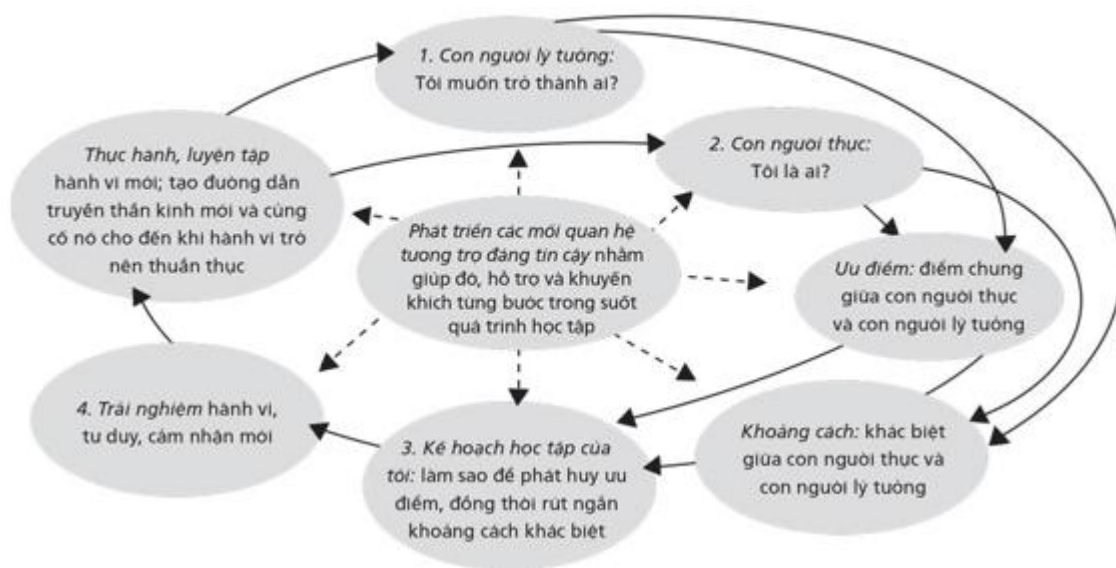 1. Con người lý tưởng:
Tôi muốn trở thành ai?
2. Con người thực:
Tôi là ai?
Ưu điểm: điểm chung
giữa con người thực
và con người lý tưởng
Khoảng cách: khác biệt
giữa con người thực và
con người lý tưởng
3. Kế hoạch học tập của
tôi: làm sao để phát huy ưu
điểm, đồng thời rút ngắn
khoảng cách khác biệt
4. Trải nghiệm hành vi,
tư duy, cảm nhận mới
Thực hành, luyện tập
hành vi mới; tạo đường dẫn
truyền thần kinh mới và củng
cố nó cho đến khi hành vi trở
nên thuần thục
Phát triển các mối quan hệ
tương trợ đáng tin cậy nhằm
giúp đỡ, hỗ trợ và khuyến
khích từng bước trong suốt
quá trình học tập